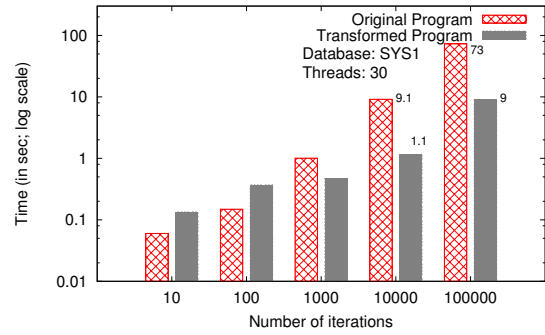 Original Program
Transformed Program
Database: SYS1
Threads: 30
100
10
1
0.1
0.01
Time (in sec; log scale)
73
9.1
9
1.1
10
100
1000
10000
100000
Number of iterations